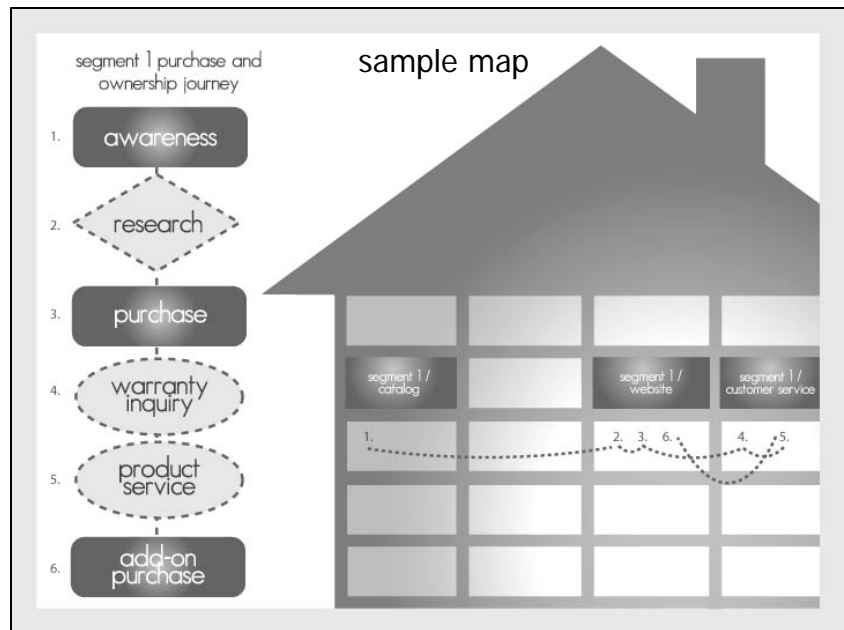 sample map
segment 1 purchase and
ownership journey
1. awareness
2. research
3. purchase
4. warranty
inquiry
5. product
service
6. add-on
purchase
segment 1 /
catalog
segment 1 /
website
segment 1 /
customer service
1. 2. 3. 6. 4. 5.